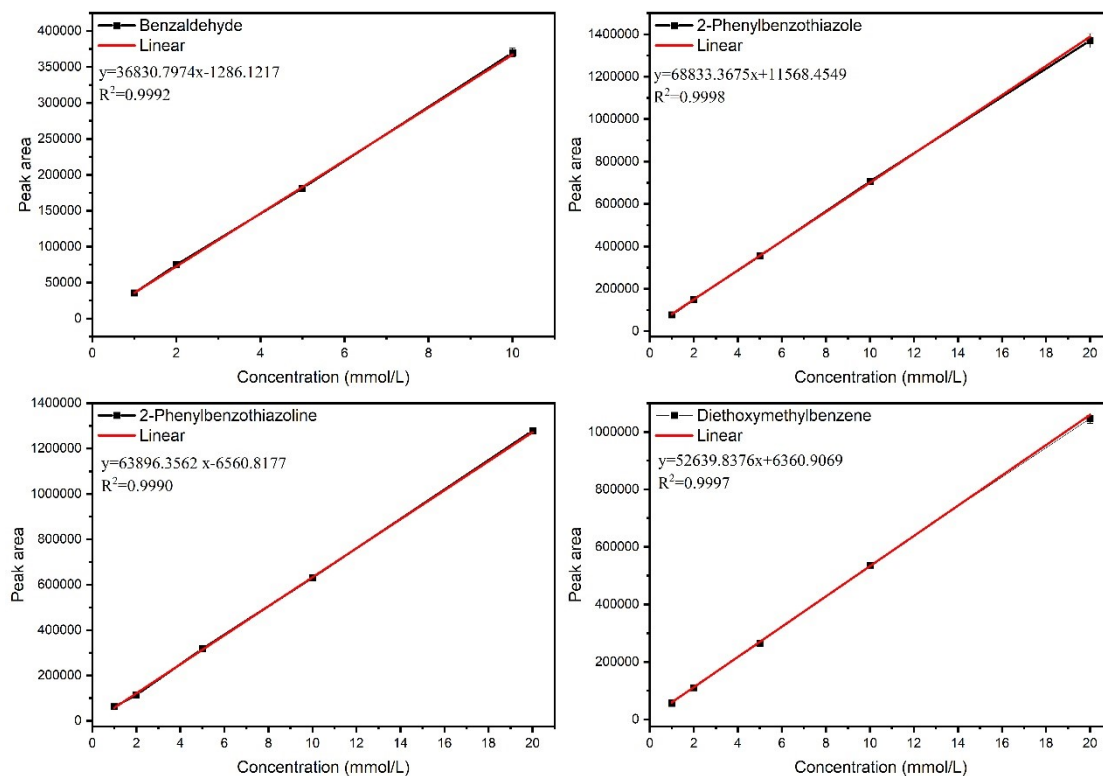 Benzaldehyde
Linear
y=36830.7974x-1286.1217
R²=0.9992
400000
350000
300000
250000
200000
150000
100000
50000
0
Peak area
0 2 4 6 8 10
Concentration (mmol/L)
2-Phenylbenzothiazole
Linear
y=68833.3675x+11568.4549
R²=0.9998
1400000
1200000
1000000
800000
600000
400000
200000
0
Peak area
0 2 4 6 8 10 12 14 16 18 20
Concentration (mmol/L)
2-Phenylbenzothiazoline
Linear
y=63896.3562 x-6560.8177
R²=0.9990
1400000
1200000
1000000
800000
600000
400000
200000
0
Peak area
0 2 4 6 8 10 12 14 16 18 20
Concentration (mmol/L)
Diethoxymethylbenzene
Linear
y=52639.8376x+6360.9069
R²=0.9997
1000000
800000
600000
400000
200000
0
Peak area
0 2 4 6 8 10 12 14 16 18 20
Concentration (mmol/L)